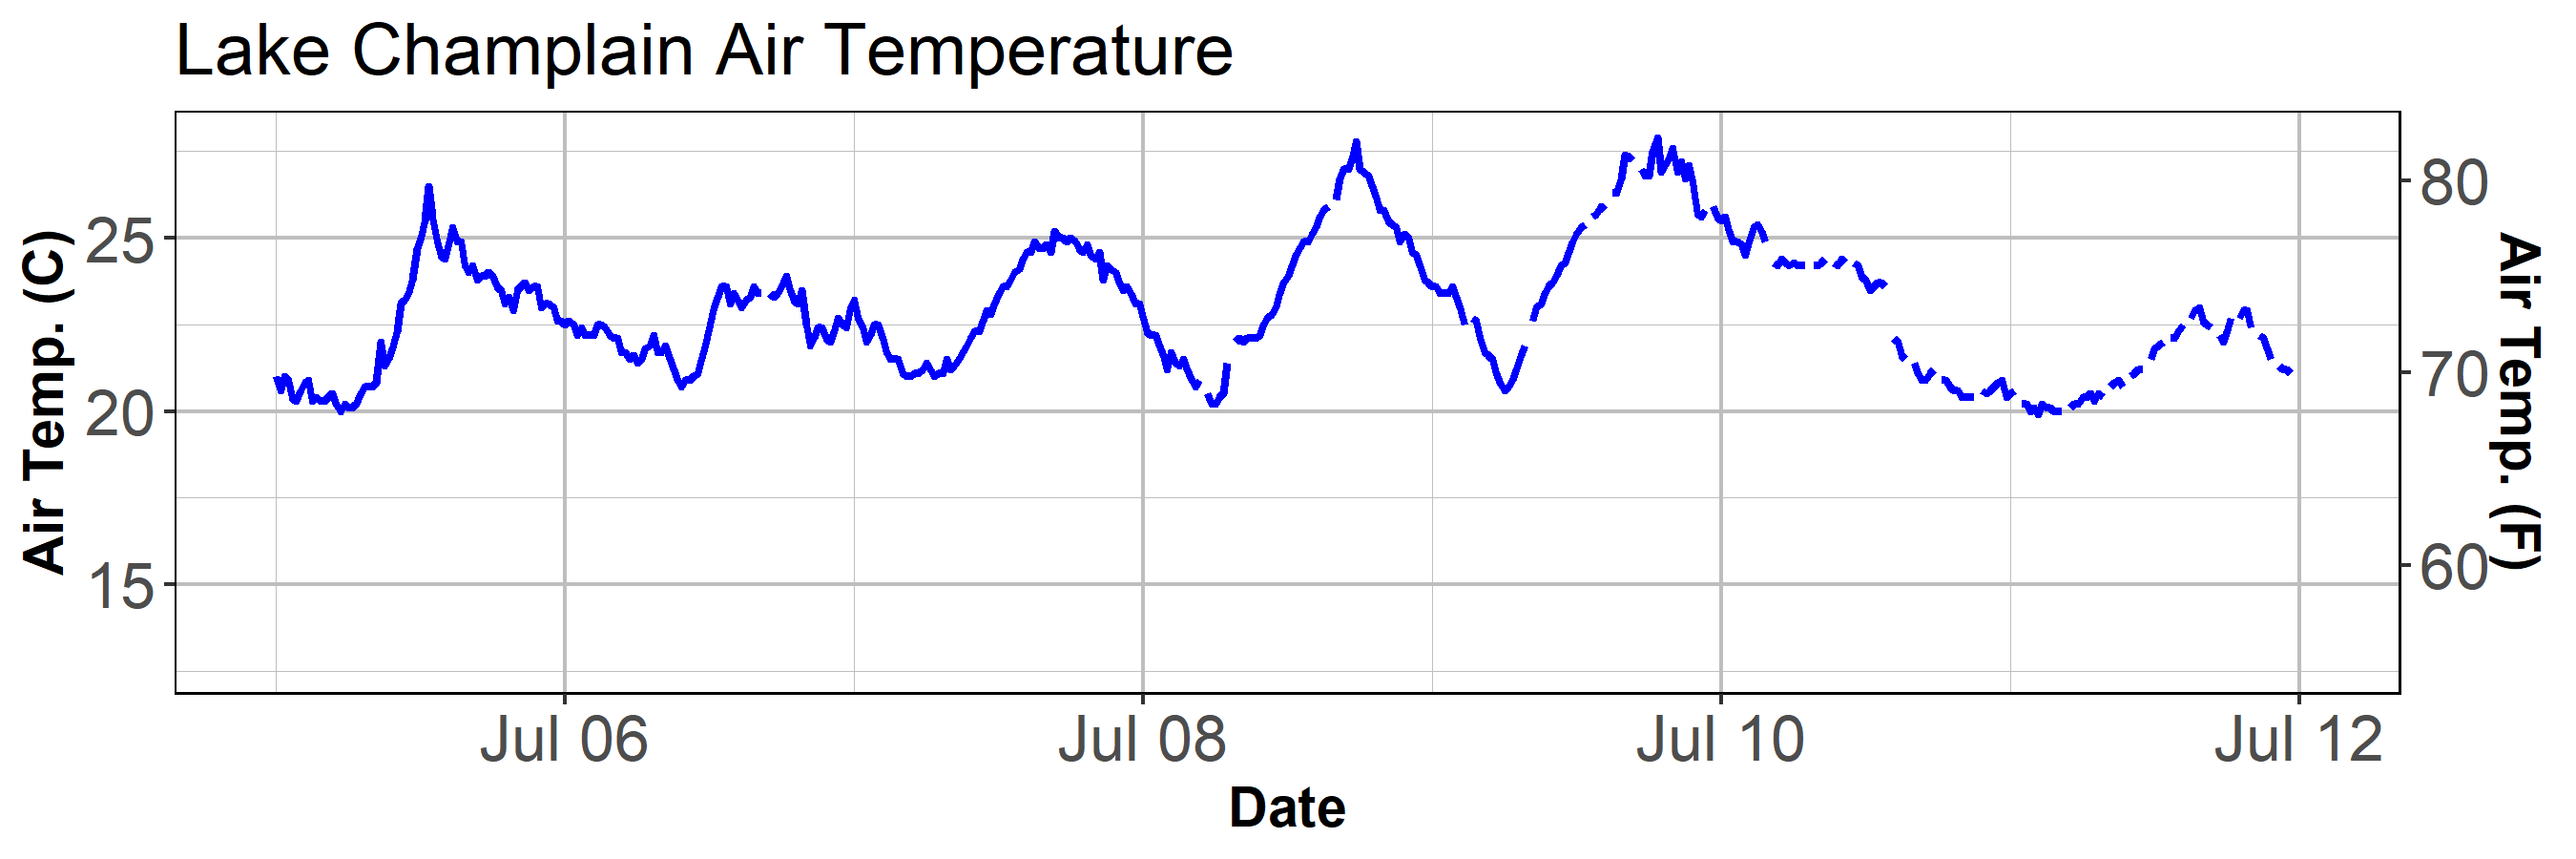 Lake Champlain Air Temperature
Air Temp. (C)
25
20
15
80
70
60
Air Temp. (F)
Jul 06
Jul 08
Jul 10
Jul 12
Date